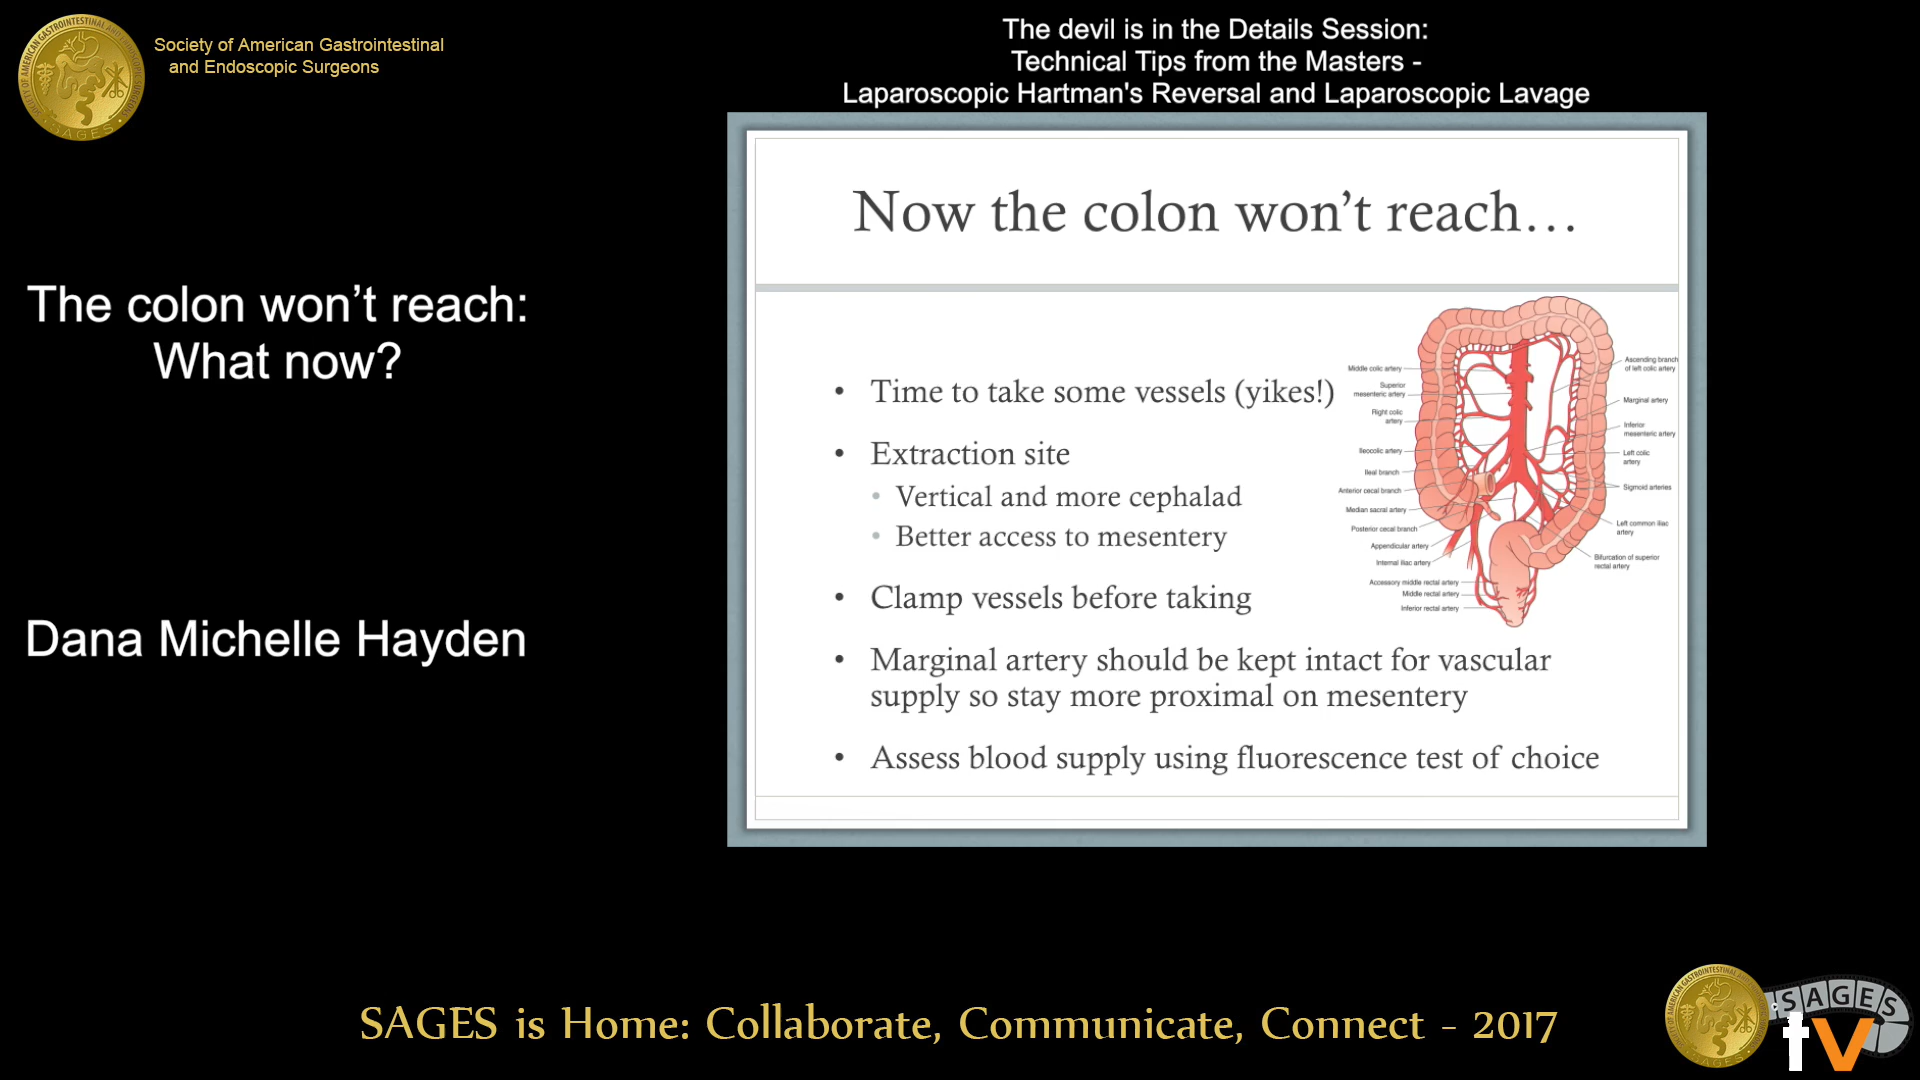 Society of American Gastrointestinal
and Endoscopic Surgeons
The devil is in the Details Session:
Technical Tips from the Masters -
Laparoscopic Hartman's Reversal and Laparoscopic Lavage
The colon won’t reach:
What now?
Dana Michelle Hayden
Now the colon won’t reach…
• Time to take some vessels (yikes!)
• Extraction site
• Vertical and more cephalad
• Better access to mesentery
• Clamp vessels before taking
• Marginal artery should be kept intact for vascular
supply so stay more proximal on mesentery
• Assess blood supply using fluorescence test of choice
Middle colic artery
Superior
mesenteric artery
Right colic
artery
Ileocolic artery
Ileal branch
Anterior cecal branch
Median sacral artery
Posterior cecal branch
Appendicular artery
Internal iliac artery
Accessory middle rectal artery
Middle rectal artery
Inferior rectal artery
Ascending branch
of left colic artery
Marginal artery
Inferior
mesenteric artery
Left colic
artery
Sigmoid arteries
Left common iliac
artery
Bifurcation of superior
rectal artery
SAGES is Home: Collaborate, Communicate, Connect - 2017
SAGES
tv
SAGES